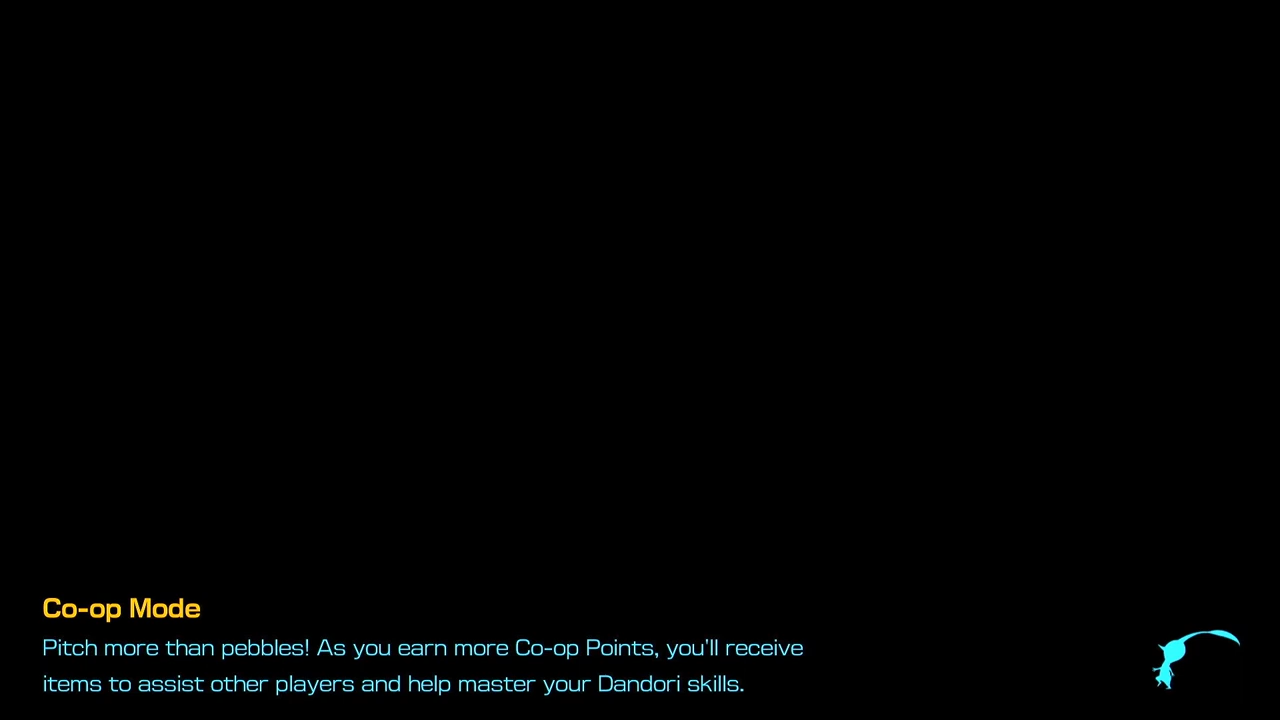 Co-op Mode
Pitch more than pebbles! As you earn more Co-op Points, you'll receive
items to assist other players and help master your Dandori skills.